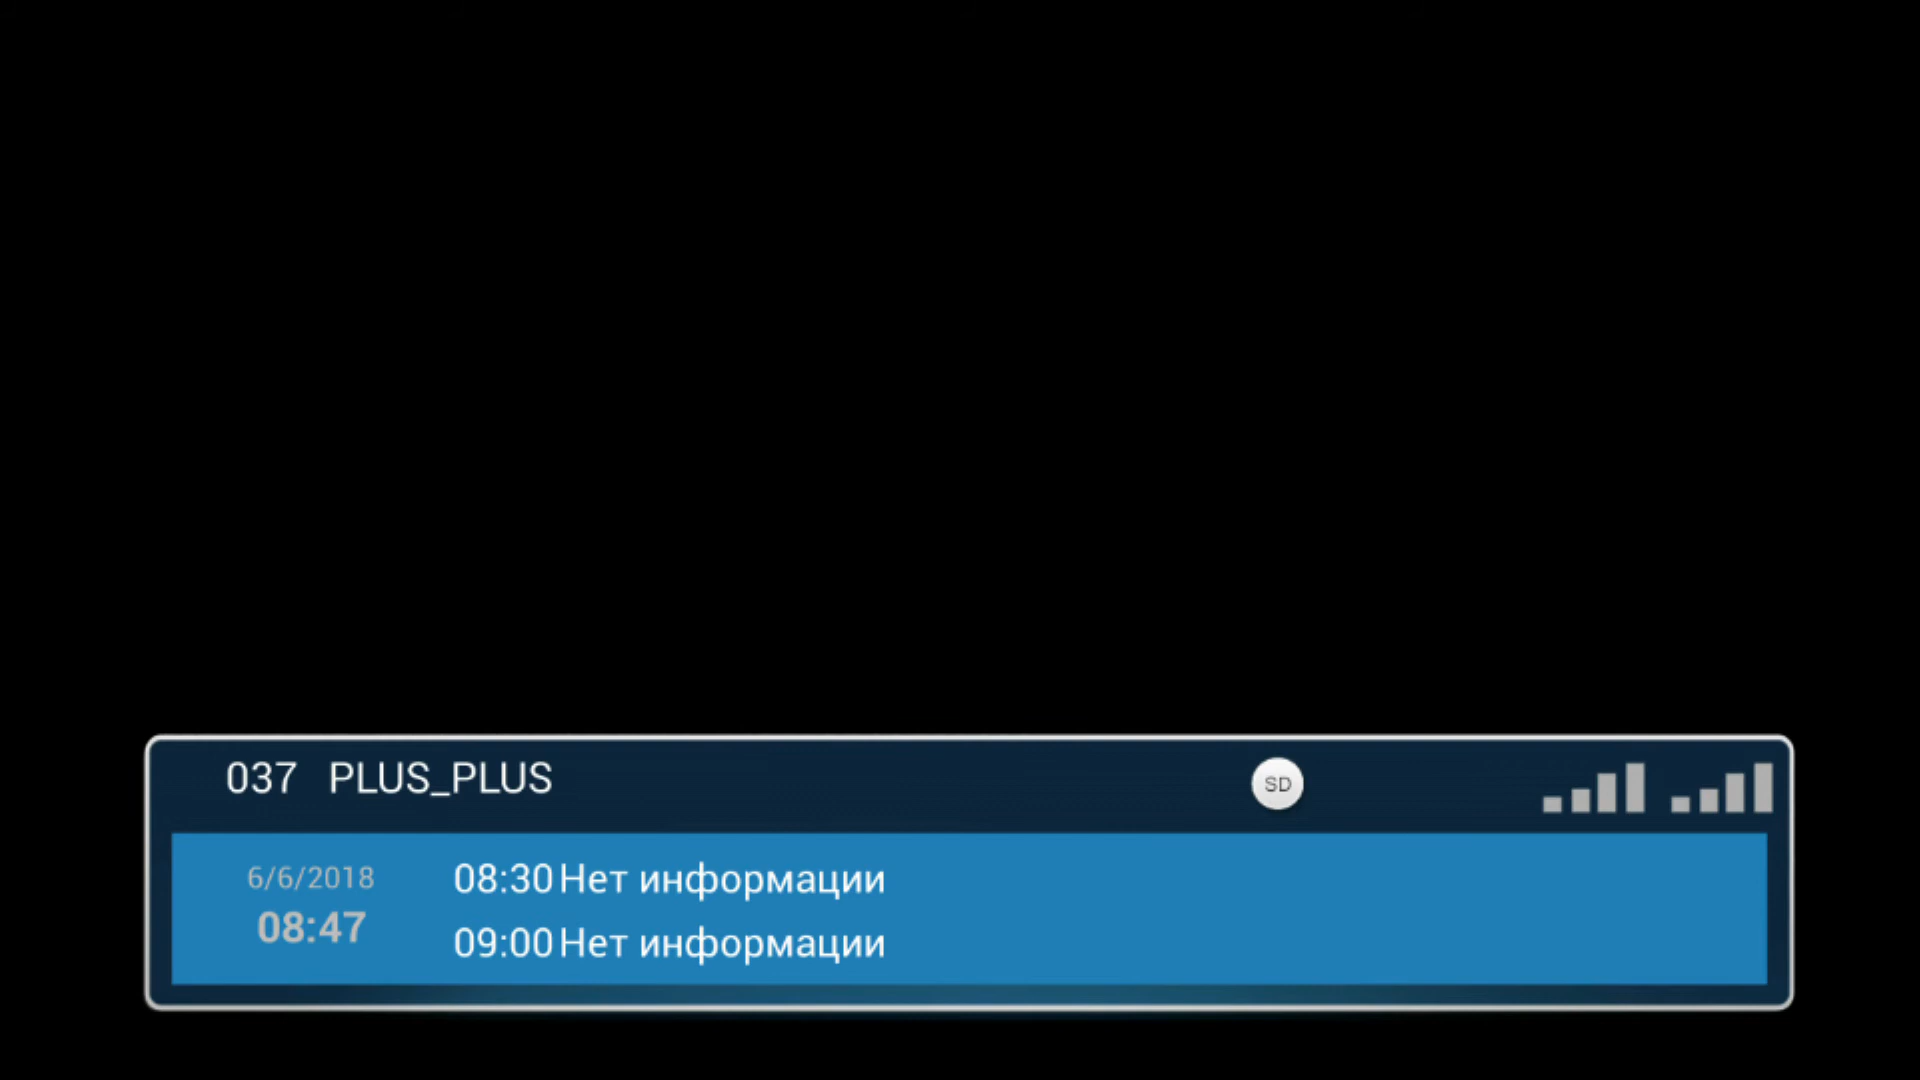 037 PLUS_PLUS
SD
6/6/2018
08:47
08:30 Нет информации
09:00 Нет информации